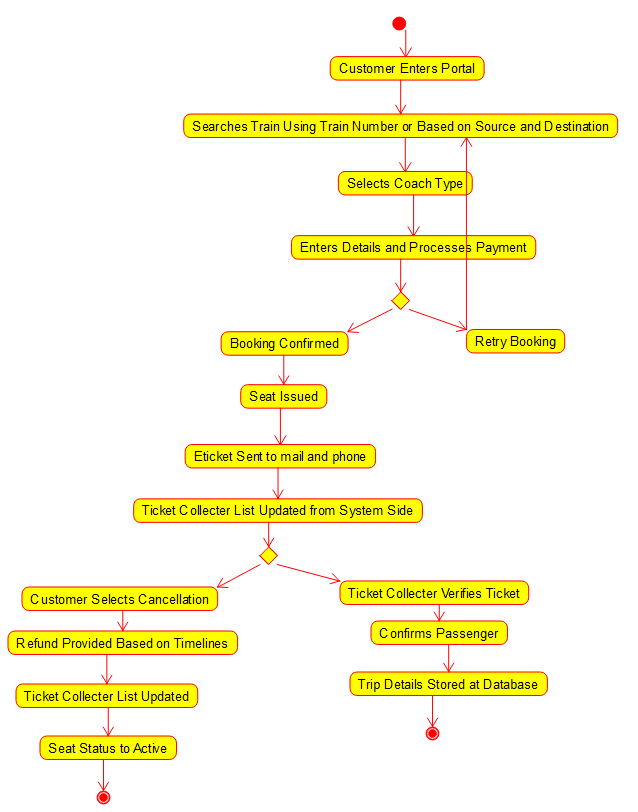 Customer Enters Portal
Searches Train Using Train Number or Based on Source and Destination
Selects Coach Type
Enters Details and Processes Payment
Booking Confirmed
Retry Booking
Seat Issued
Eticket Sent to mail and phone
Ticket Collecter List Updated from System Side
Customer Selects Cancellation
Ticket Collecter Verifies Ticket
Refund Provided Based on Timelines
Confirms Passenger
Ticket Collecter List Updated
Trip Details Stored at Database
Seat Status to Active